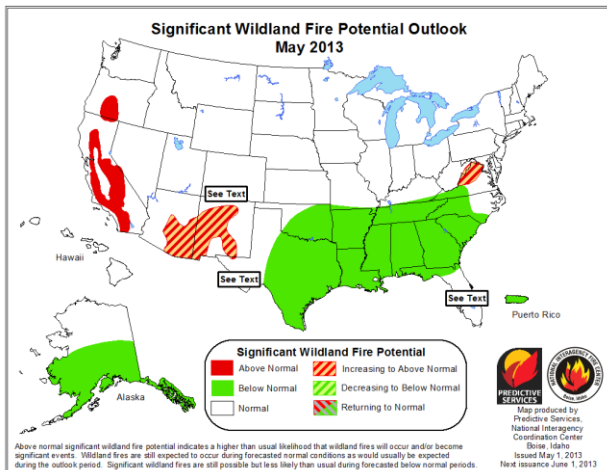 Significant Wildland Fire Potential Outlook
May 2013
See Text
See Text
See Text
Hawaii
Alaska
Puerto Rico
Significant Wildland Fire Potential
Above Normal
Below Normal
Normal
Increasing to Above Normal
Decreasing to Below Normal
Returning to Normal
PREDICTIVE
SERVICES
NATIONAL INTERAGENCY FIRE CENTER
Boise, Idaho
Map produced by
Predictive Services,
National Interagency
Coordination Center
Boise, Idaho
Issued May 1, 2013
Next issuance June 1, 2013
Above normal significant wildland fire potential indicates a higher than usual likelihood that wildland fires will occur and/or become
significant events. Wildland fires are still expected to occur during forecasted normal conditions as would usually be expected
during the outlook period. Significant wildland fires are still possible but less likely than usual during forecasted below normal periods.